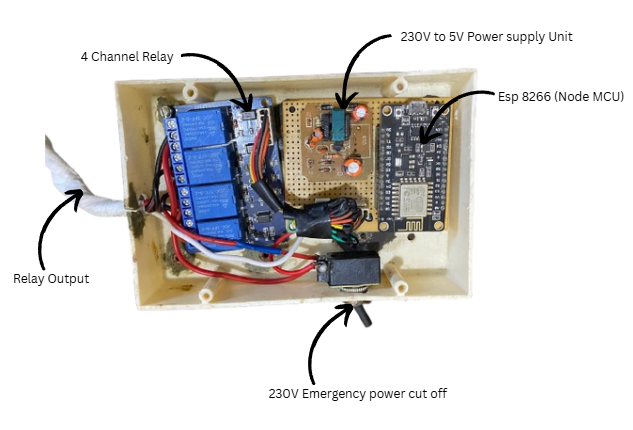 230V to 5V Power supply Unit
4 Channel Relay
Esp 8266 (Node MCU)
Relay Output
230V Emergency power cut off